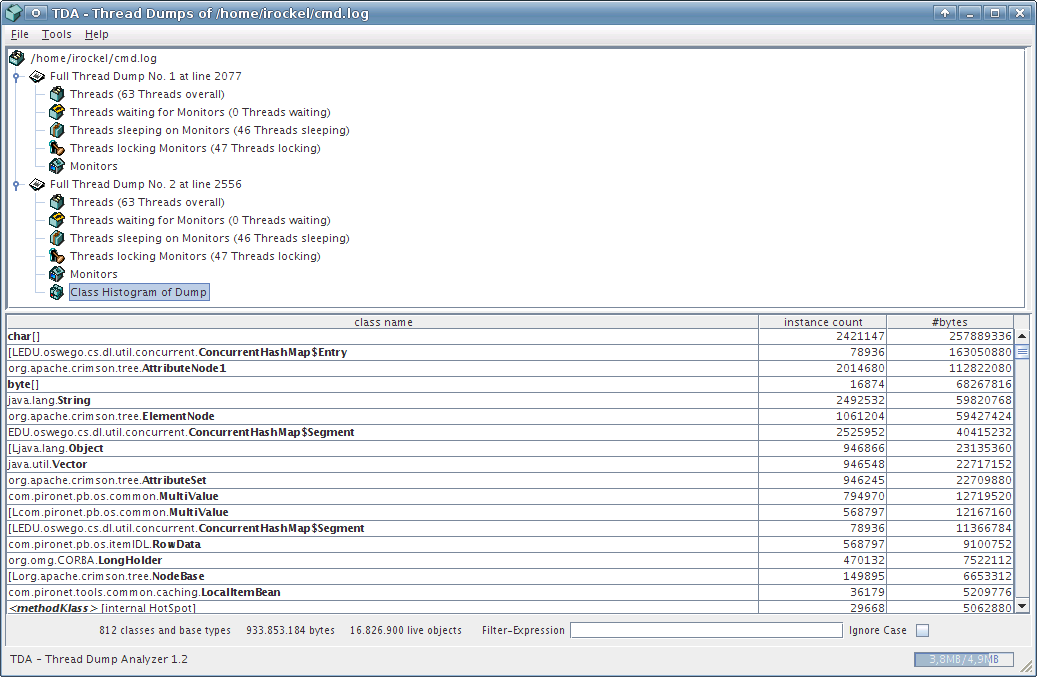 TDA - Thread Dumps of /home/irockel/cmd.log
File Tools Help
/home/irockel/cmd.log
Full Thread Dump No. 1 at line 2077
Threads (63 Threads overall)
Threads waiting for Monitors (0 Threads waiting)
Threads sleeping on Monitors (46 Threads sleeping)
Threads locking Monitors (47 Threads locking)
Monitors
Full Thread Dump No. 2 at line 2556
Threads (63 Threads overall)
Threads waiting for Monitors (0 Threads waiting)
Threads sleeping on Monitors (46 Threads sleeping)
Threads locking Monitors (47 Threads locking)
Monitors
Class Histogram of Dump
class name instance count #bytes
char[] 2421147 257889336
[LEDU.oswego.cs.dl.util.concurrent.ConcurrentHashMap$Entry 78936 163050880
org.apache.crimson.tree.AttributeNode1 2014680 112822080
byte[] 16874 68267816
java.lang.String 2492532 59820768
org.apache.crimson.tree.ElementNode 1061204 59427424
EDU.oswego.cs.dl.util.concurrent.ConcurrentHashMap$Segment 2525952 40415232
[Ljava.lang.Object 946866 23135360
java.util.Vector 946548 22717152
org.apache.crimson.tree.AttributeSet 946245 22709880
com.pironet.pb.os.common.MultiValue 794970 12719520
[Lcom.pironet.pb.os.common.MultiValue 568797 12167160
[LEDU.oswego.cs.dl.util.concurrent.ConcurrentHashMap$Segment 78936 11366784
com.pironet.pb.os.itemIDL.RowData 568797 9100752
org.omg.CORBA.LongHolder 470132 7522112
[Lorg.apache.crimson.tree.NodeBase 149895 6653312
com.pironet.tools.common.caching.LocalItemBean 36179 5209776
<methodKlass> [internal HotSpot] 29668 5062880
812 classes and base types 933.853.184 bytes 16.826.900 live objects Filter-Expression Ignore Case
TDA - Thread Dump Analyzer 1.2 3,8MB/4,9MB